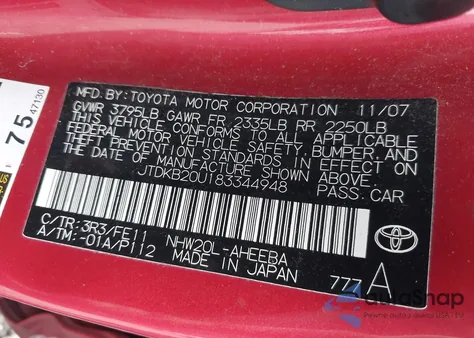 MFD. BY: TOYOTA MOTOR CORPORATION 11/07
GVWR 3795LB GAWR FR 2335LB RR 2250LB
THIS VEHICLE CONFORMS TO ALL APPLICABLE
FEDERAL MOTOR VEHICLE SAFETY, BUMPER, AND
THEFT PREVENTION STANDARDS IN EFFECT ON
THE DATE OF MANUFACTURE SHOWN ABOVE.
JTDKB20U183344948 PASS. CAR
C/TR: 3R3/FE11 NHW20L-AHEEBA
A/TM: -01A/P112 MADE IN JAPAN
777 A
75
47130
AutoSnap